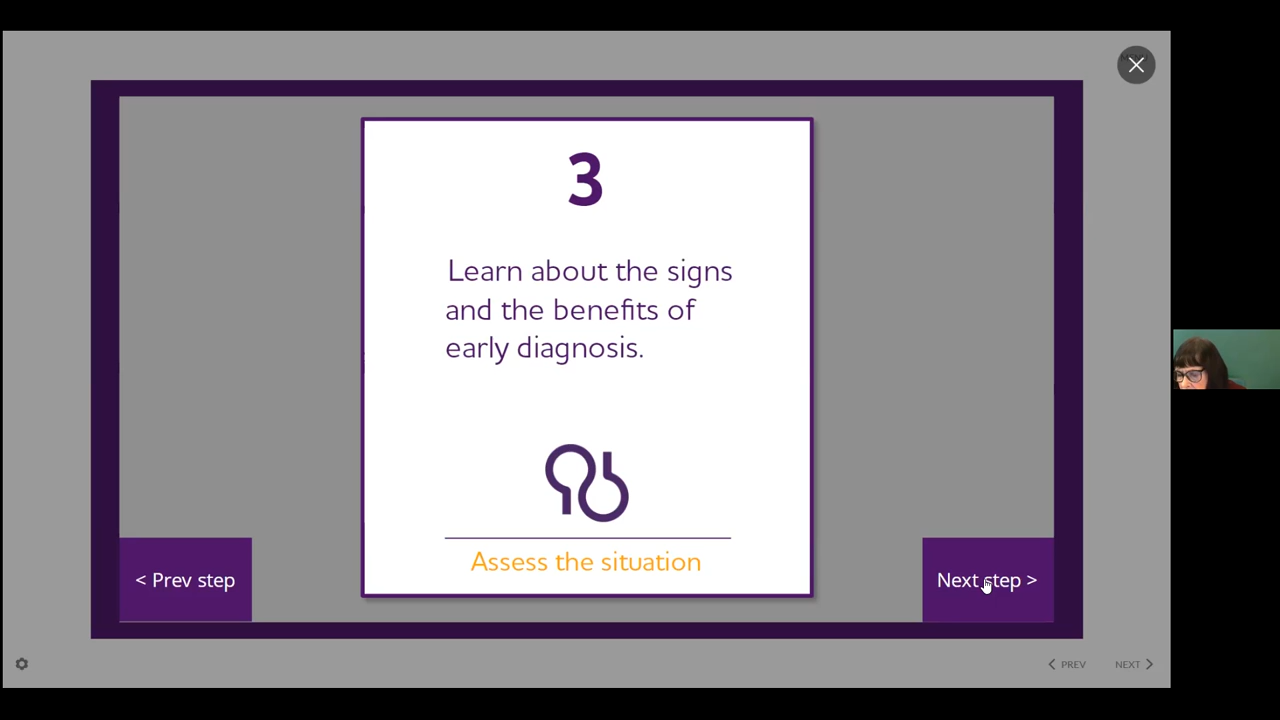 3
Learn about the signs
and the benefits of
early diagnosis.
Assess the situation
< Prev step
Next step >
PREV
NEXT